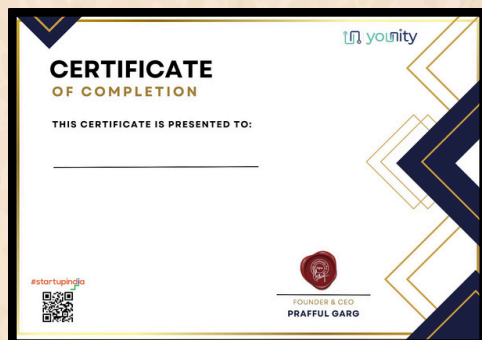 younity
CERTIFICATE
OF COMPLETION
THIS CERTIFICATE IS PRESENTED TO:
#startupindia
FOUNDER & CEO
PRAFFUL GARG